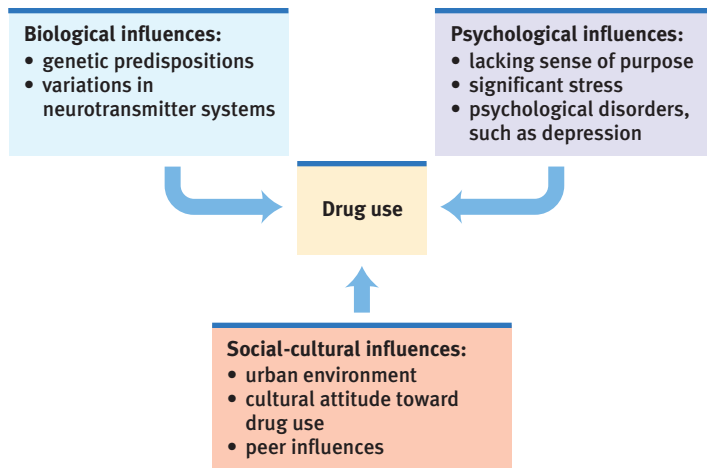 Biological influences:
• genetic predispositions
• variations in
neurotransmitter systems
Psychological influences:
• lacking sense of purpose
• significant stress
• psychological disorders,
such as depression
Drug use
Social-cultural influences:
• urban environment
• cultural attitude toward
drug use
• peer influences